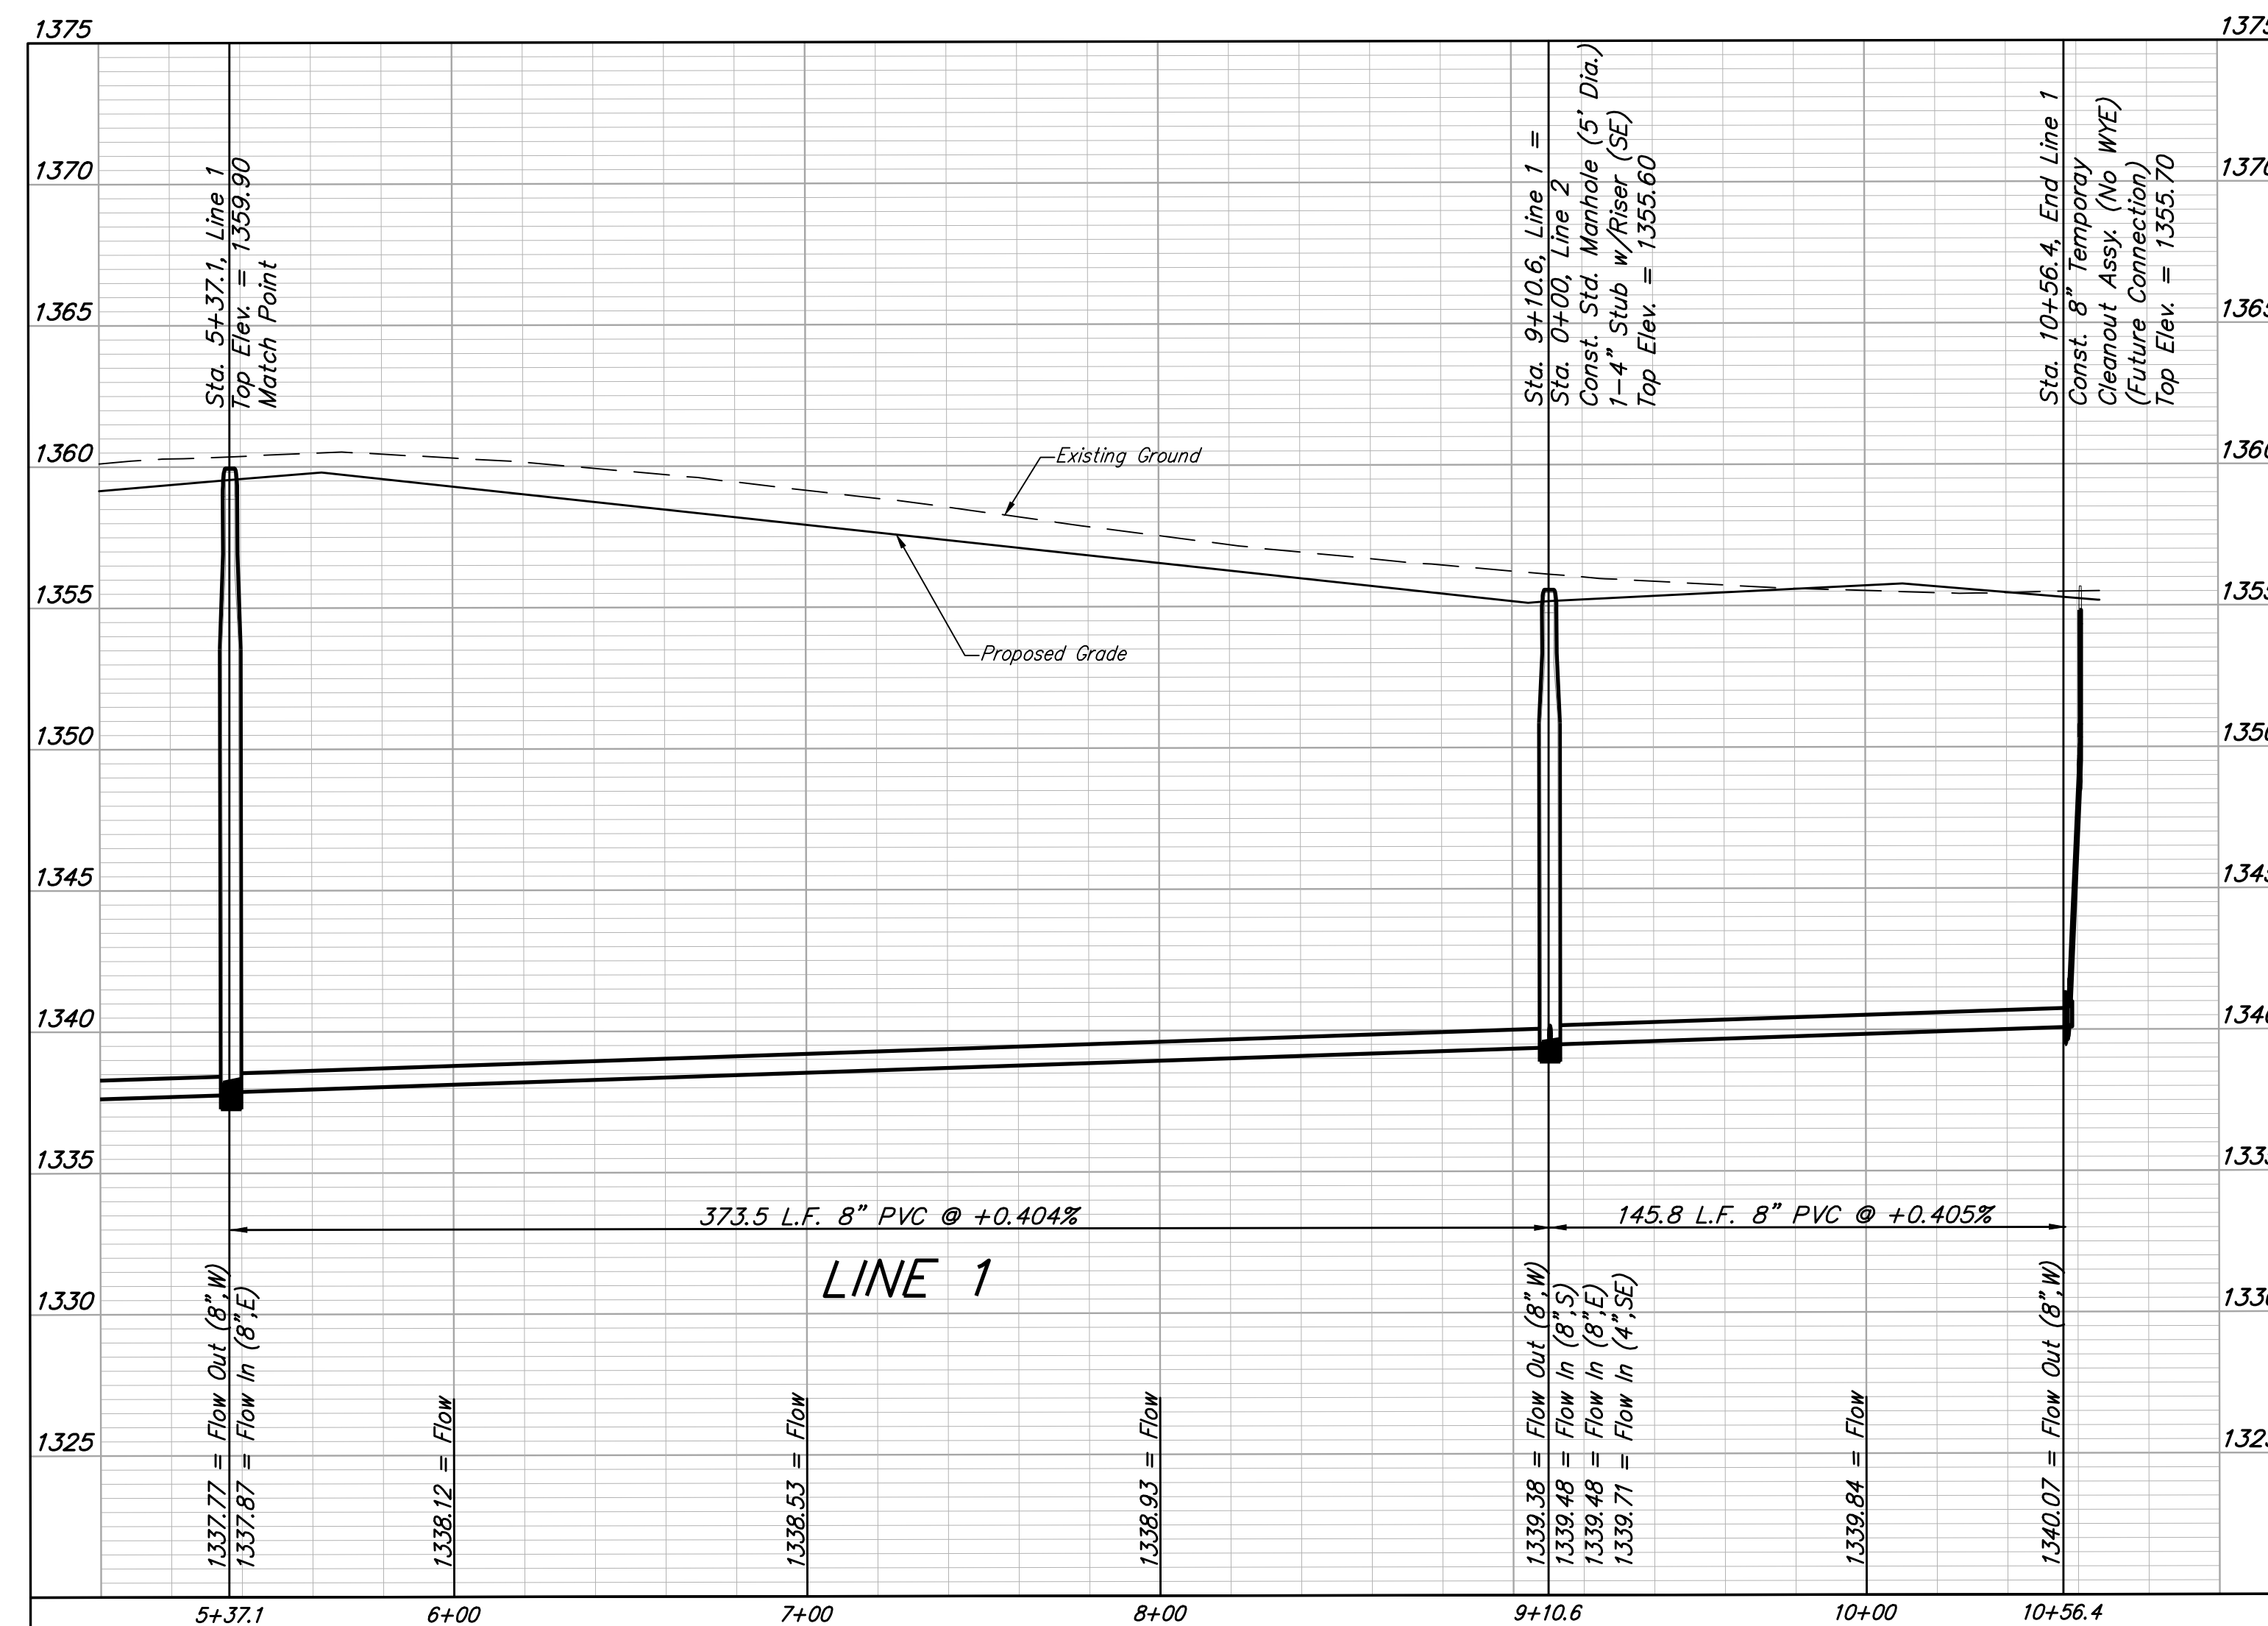 1375
1370
1365
1360
1355
1350
1345
1340
1335
1330
1325
Sta. 5+37.1, Line 1
Top Elev. = 1359.90
Match Point
Sta. 9+10.6, Line 1 =
Sta. 0+00, Line 2
Const. Std. Manhole (5' Dia.)
1-4" Stub w/Riser (SE)
Top Elev. = 1355.60
Sta. 10+56.4, End Line 1
Const. 8" Temporay
Cleanout Assy. (No WYE)
(Future Connection)
Top Elev. = 1355.70
Existing Ground
Proposed Grade
373.5 L.F. 8" PVC @ +0.404%
145.8 L.F. 8" PVC @ +0.405%
LINE 1
1337.77 = Flow Out (8",W)
1337.87 = Flow In (8",E)
1338.12 = Flow
1338.53 = Flow
1338.93 = Flow
1339.38 = Flow Out (8",W)
1339.48 = Flow In (8",S)
1339.48 = Flow In (8",E)
1339.71 = Flow In (4",SE)
1339.84 = Flow
1340.07 = Flow Out (8",W)
5+37.1
6+00
7+00
8+00
9+10.6
10+00
10+56.4